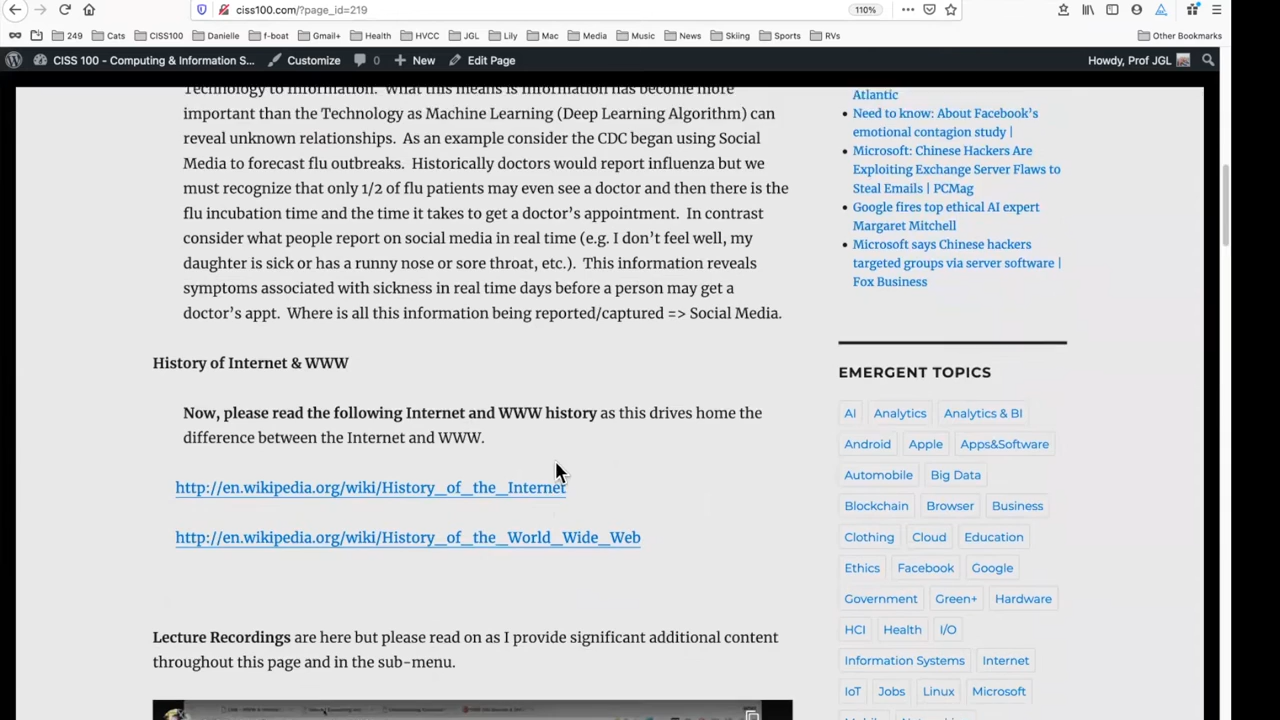 ciss100.com/?page_id=219
110%
249
Cats
CISS100
Danielle
f-boat
Gmail+
Health
HVCC
JGL
Lily
Mac
Media
Music
News
Skiing
Sports
RVs
Other Bookmarks
CISS 100 - Computing & Information S...
Customize
0
New
Edit Page
Howdy, Prof JGL
Technology to Information. What this means is information has become more
important than the Technology as Machine Learning (Deep Learning Algorithm) can
reveal unknown relationships. As an example consider the CDC began using Social
Media to forecast flu outbreaks. Historically doctors would report influenza but we
must recognize that only 1/2 of flu patients may even see a doctor and then there is the
flu incubation time and the time it takes to get a doctor's appointment. In contrast
consider what people report on social media in real time (e.g. I don't feel well, my
daughter is sick or has a runny nose or sore throat, etc.). This information reveals
symptoms associated with sickness in real time days before a person may get a
doctor's appt. Where is all this information being reported/captured => Social Media.
History of Internet & WWW
Now, please read the following Internet and WWW history as this drives home the
difference between the Internet and WWW.
http://en.wikipedia.org/wiki/History_of_the_Internet
http://en.wikipedia.org/wiki/History_of_the_World_Wide_Web
Lecture Recordings are here but please read on as I provide significant additional content
throughout this page and in the sub-menu.
Atlantic
Need to know: About Facebook's
emotional contagion study |
Microsoft: Chinese Hackers Are
Exploiting Exchange Server Flaws to
Steal Emails | PCMag
Google fires top ethical AI expert
Margaret Mitchell
Microsoft says Chinese hackers
targeted groups via server software |
Fox Business
EMERGENT TOPICS
AI Analytics Analytics & BI
Android Apple Apps&Software
Automobile Big Data
Blockchain Browser Business
Clothing Cloud Education
Ethics Facebook Google
Government Green+ Hardware
HCI Health I/O
Information Systems Internet
IoT Jobs Linux Microsoft